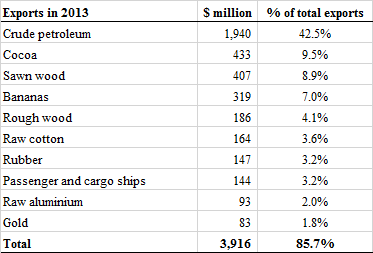 Exports in 2013 $ million % of total exports
Crude petroleum 1,940 42.5%
Cocoa 433 9.5%
Sawn wood 407 8.9%
Bananas 319 7.0%
Rough wood 186 4.1%
Raw cotton 164 3.6%
Rubber 147 3.2%
Passenger and cargo ships 144 3.2%
Raw aluminium 93 2.0%
Gold 83 1.8%
Total 3,916 85.7%